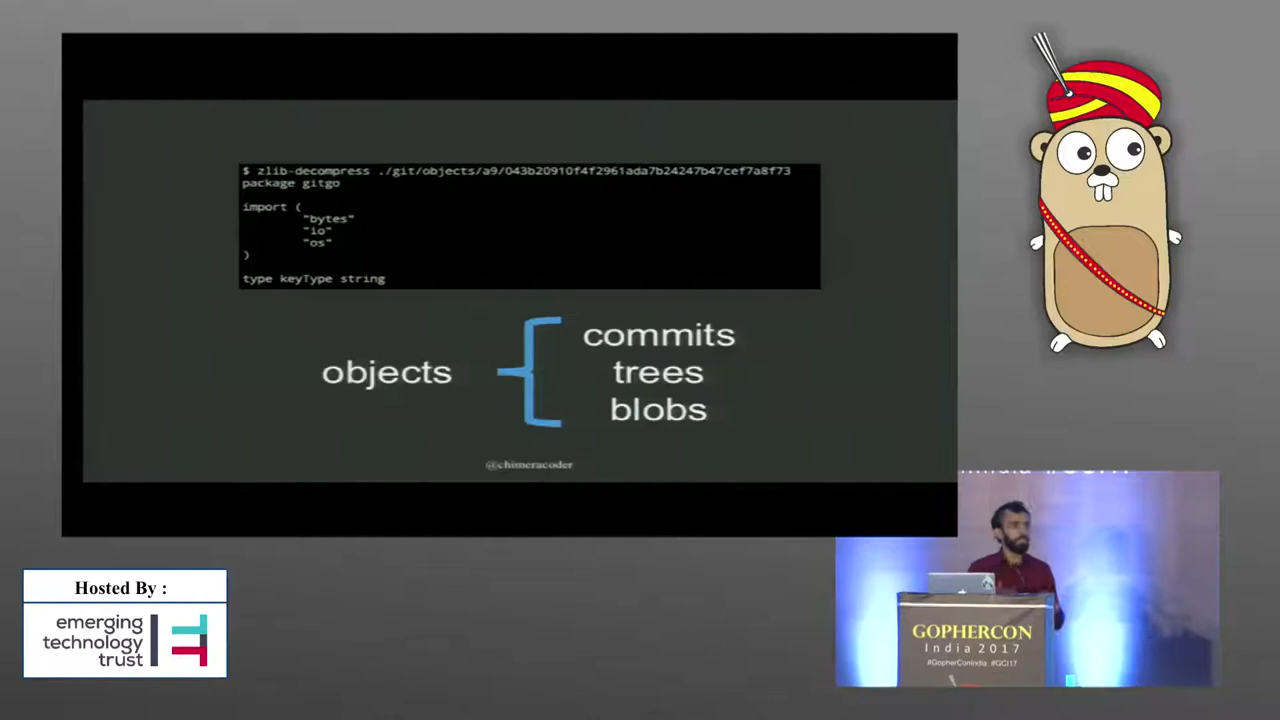 $ zlib-decompress ./git/objects/a9/043b20910f4f2961ada7b24247b47cef7a8f73
package gitgo
import (
"bytes"
"io"
"os"
)
type keyType string
objects
commits
trees
blobs
@chimeracoder
Hosted By :
emerging
technology
trust
GOPHERCON
India 2017
#GopherConIndia #GCI17